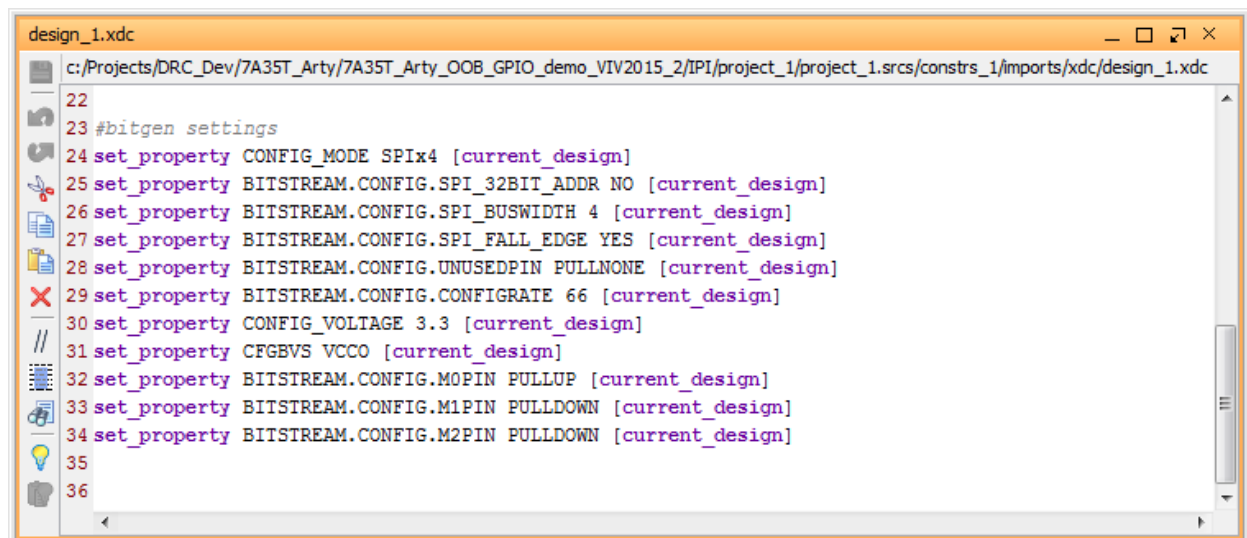 design_1.xdc
c:/Projects/DRC_Dev/7A35T_Arty/7A35T_Arty_OOB_GPIO_demo_VIV2015_2/IPI/project_1/project_1.srcs/constrs_1/imports/xdc/design_1.xdc
22
23 #bitgen settings
24 set_property CONFIG_MODE SPIx4 [current_design]
25 set_property BITSTREAM.CONFIG.SPI_32BIT_ADDR NO [current_design]
26 set_property BITSTREAM.CONFIG.SPI_BUSWIDTH 4 [current_design]
27 set_property BITSTREAM.CONFIG.SPI_FALL_EDGE YES [current_design]
28 set_property BITSTREAM.CONFIG.UNUSEDPIN PULLNONE [current_design]
29 set_property BITSTREAM.CONFIG.CONFIGRATE 66 [current_design]
30 set_property CONFIG_VOLTAGE 3.3 [current_design]
31 set_property CFGBVS VCCO [current_design]
32 set_property BITSTREAM.CONFIG.M0PIN PULLUP [current_design]
33 set_property BITSTREAM.CONFIG.M1PIN PULLDOWN [current_design]
34 set_property BITSTREAM.CONFIG.M2PIN PULLDOWN [current_design]
35
36